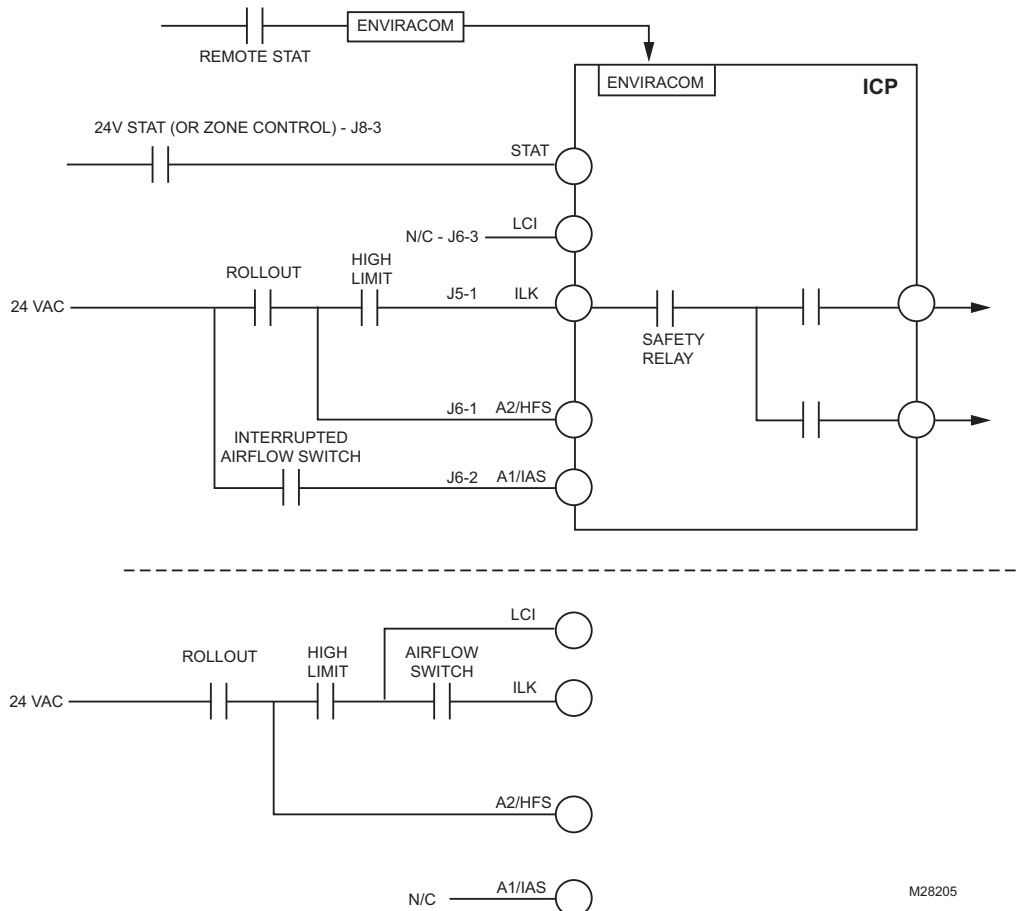 ENVIRACOM
REMOTE STAT
ENVIRACOM
ICP
24V STAT (OR ZONE CONTROL) - J8-3
STAT
N/C - J6-3
LCI
ROLLOUT
HIGH
LIMIT
24 VAC
J5-1
ILK
SAFETY
RELAY
J6-1
A2/HFS
INTERRUPTED
AIRFLOW SWITCH
J6-2
A1/IAS
LCI
ROLLOUT
HIGH
LIMIT
AIRFLOW
SWITCH
24 VAC
ILK
A2/HFS
N/C
A1/IAS
M28205